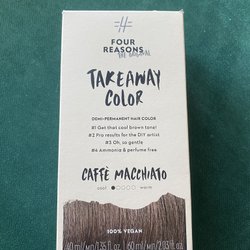 FOUR
REASONS
THE ORIGINAL
TAKEAWAY
COLOR
DEMI-PERMANENT HAIR COLOR
#1 Get that cool brown tone!
#2 Pro results for the DIY artist
#3 Oh, so gentle
#4 Ammonia & perfume free
CAFFÈ MACCHIATO
cool warm
100% VEGAN